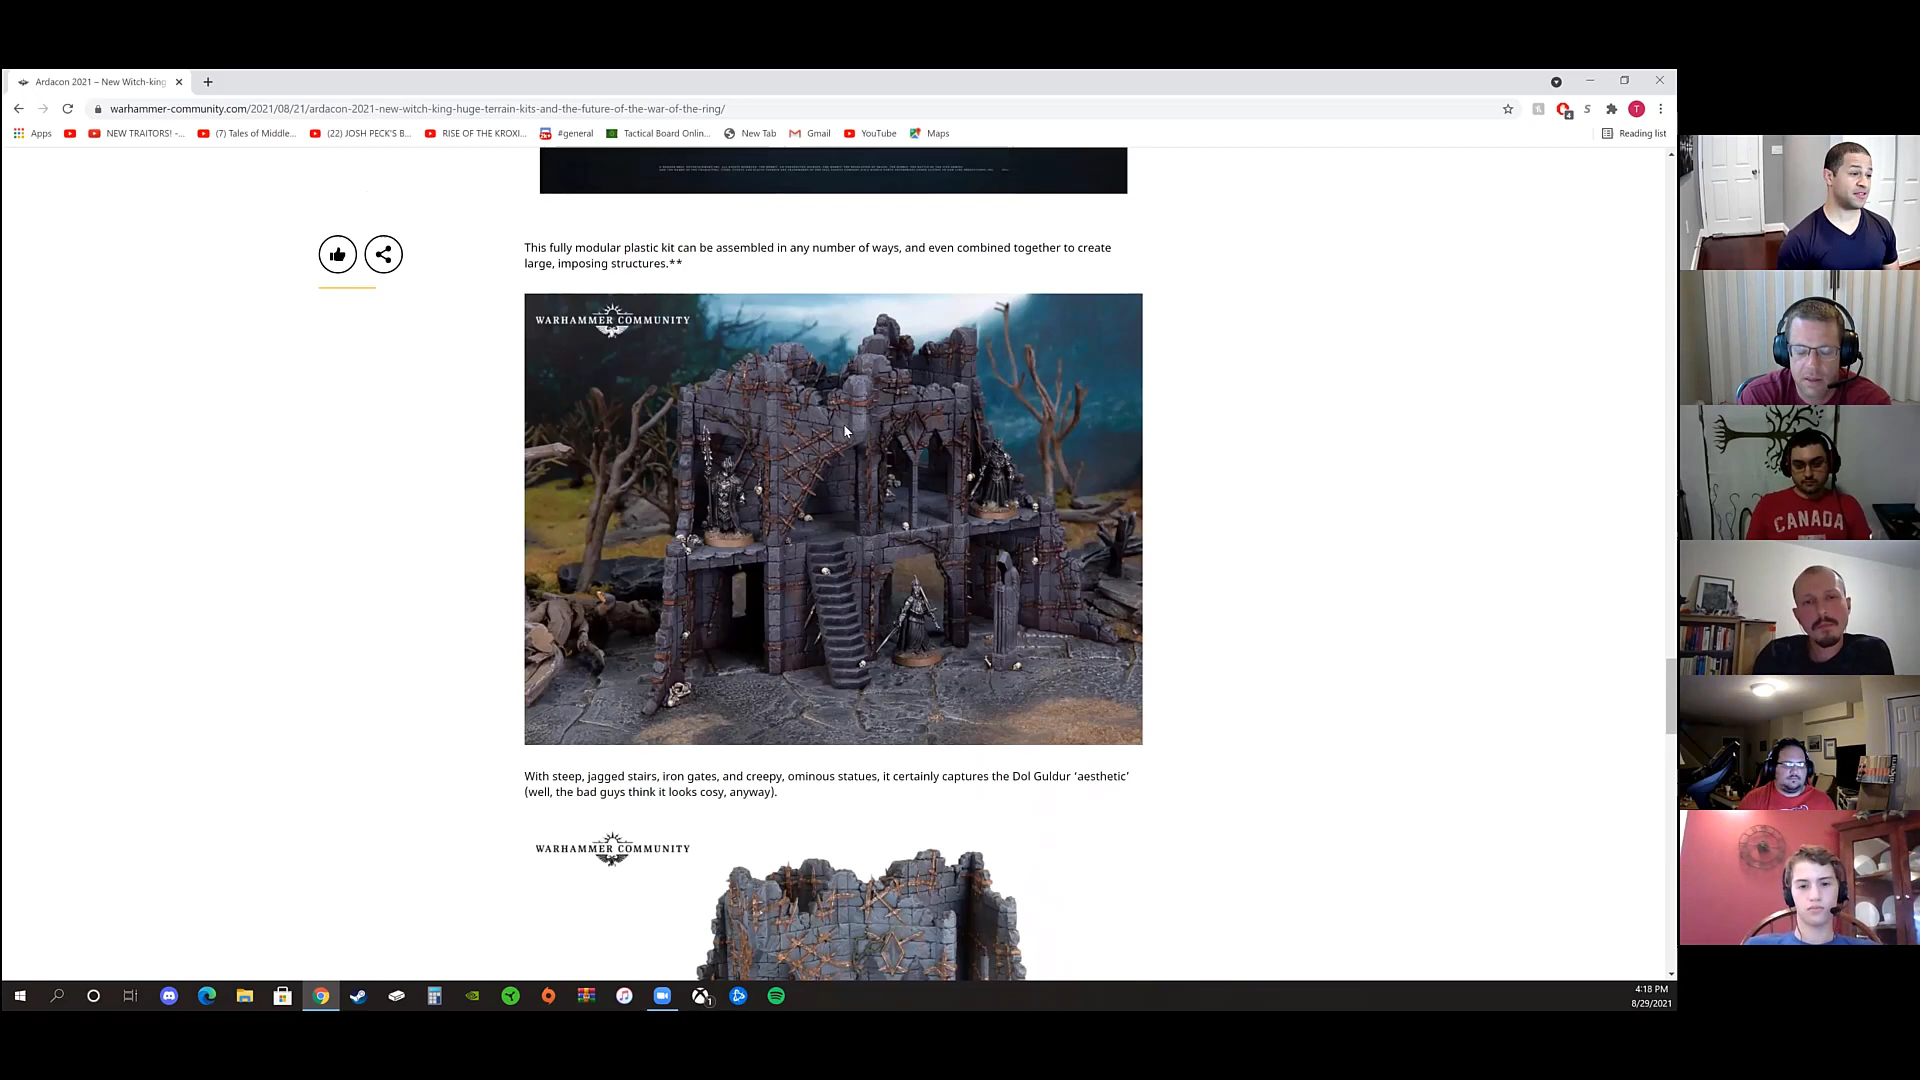 Ardacon 2021 – New Witch-king
warhammer-community.com/2021/08/21/ardacon-2021-new-witch-king-huge-terrain-kits-and-the-future-of-the-war-of-the-ring/
T
Apps
NEW TRAITORS! -...
(7) Tales of Middle...
(22) JOSH PECK'S B...
RISE OF THE KROXI...
#general
Tactical Board Onlin...
New Tab
Gmail
YouTube
Maps
Reading list
This fully modular plastic kit can be assembled in any number of ways, and even combined together to create
large, imposing structures.**
WARHAMMER COMMUNITY
With steep, jagged stairs, iron gates, and creepy, ominous statues, it certainly captures the Dol Guldur ‘aesthetic’
(well, the bad guys think it looks cosy, anyway).
WARHAMMER COMMUNITY
CANADA
4:18 PM
8/29/2021